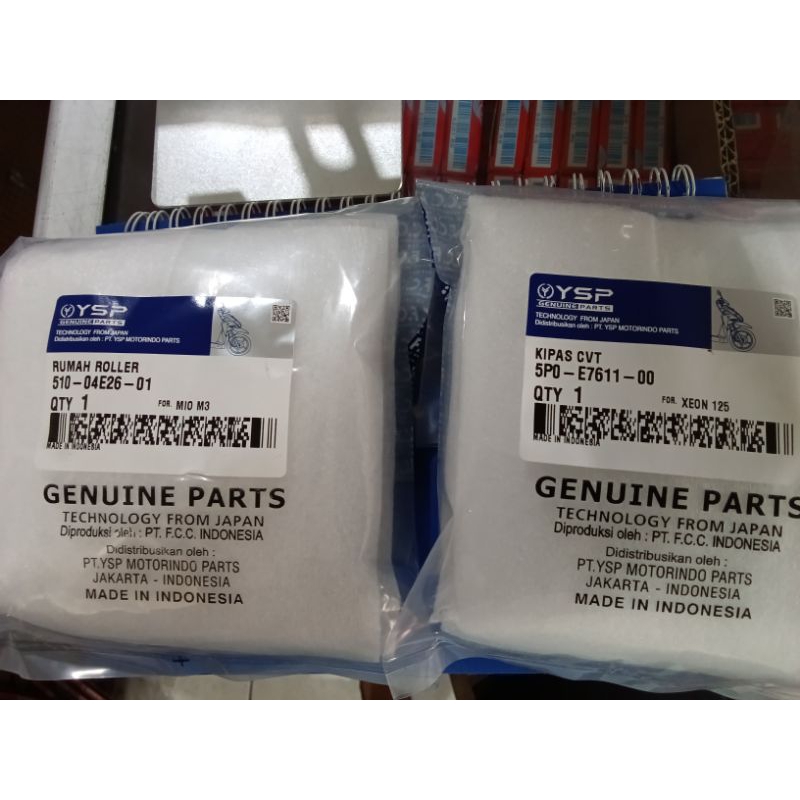 YSP
GENUINE PARTS
TECHNOLOGY FROM JAPAN
Didistribusikan oleh : PT. YSP MOTORINDO PARTS
RUMAH ROLLER
510-04E26-01
QTY 1
FOR. MIO M3
MADE IN INDONESIA
GENUINE PARTS
TECHNOLOGY FROM JAPAN
Diproduksi oleh : PT. F.C.C. INDONESIA
Didistribusikan oleh :
PT.YSP MOTORINDO PARTS
JAKARTA - INDONESIA
MADE IN INDONESIA
YSP
GENUINE PARTS
TECHNOLOGY FROM JAPAN
Didistribusikan oleh : PT. YSP MOTORINDO PARTS
KIPAS CVT
5P0-E7611-00
QTY 1
FOR. XEON 125
MADE IN INDONESIA
GENUINE PARTS
TECHNOLOGY FROM JAPAN
Diproduksi oleh : PT. F.C.C. INDONESIA
Didistribusikan oleh :
PT.YSP MOTORINDO PARTS
JAKARTA - INDONESIA
MADE IN INDONESIA